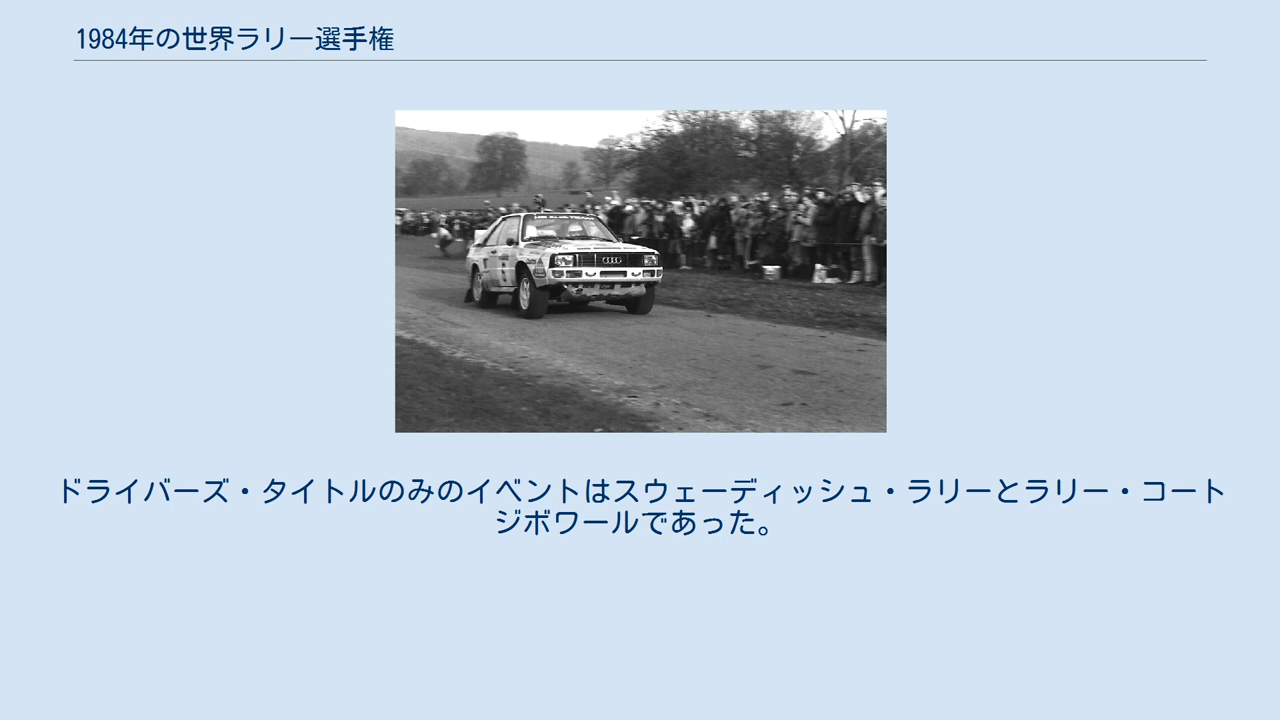 1984年の世界ラリー選手権
ドライバーズ・タイトルのみのイベントはスウェーディッシュ・ラリーとラリー・コート
ジボワールであった。